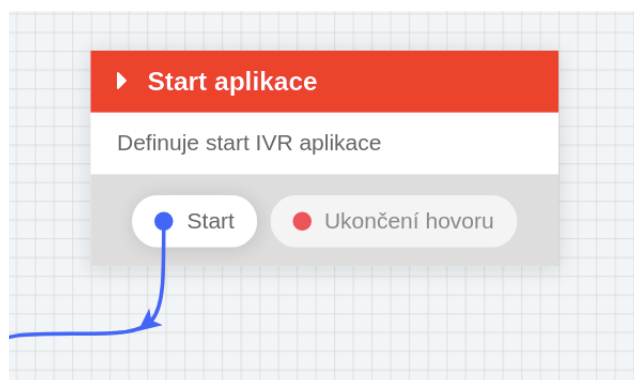 Start aplikace
Definuje start IVR aplikace
Start
Ukončení hovoru